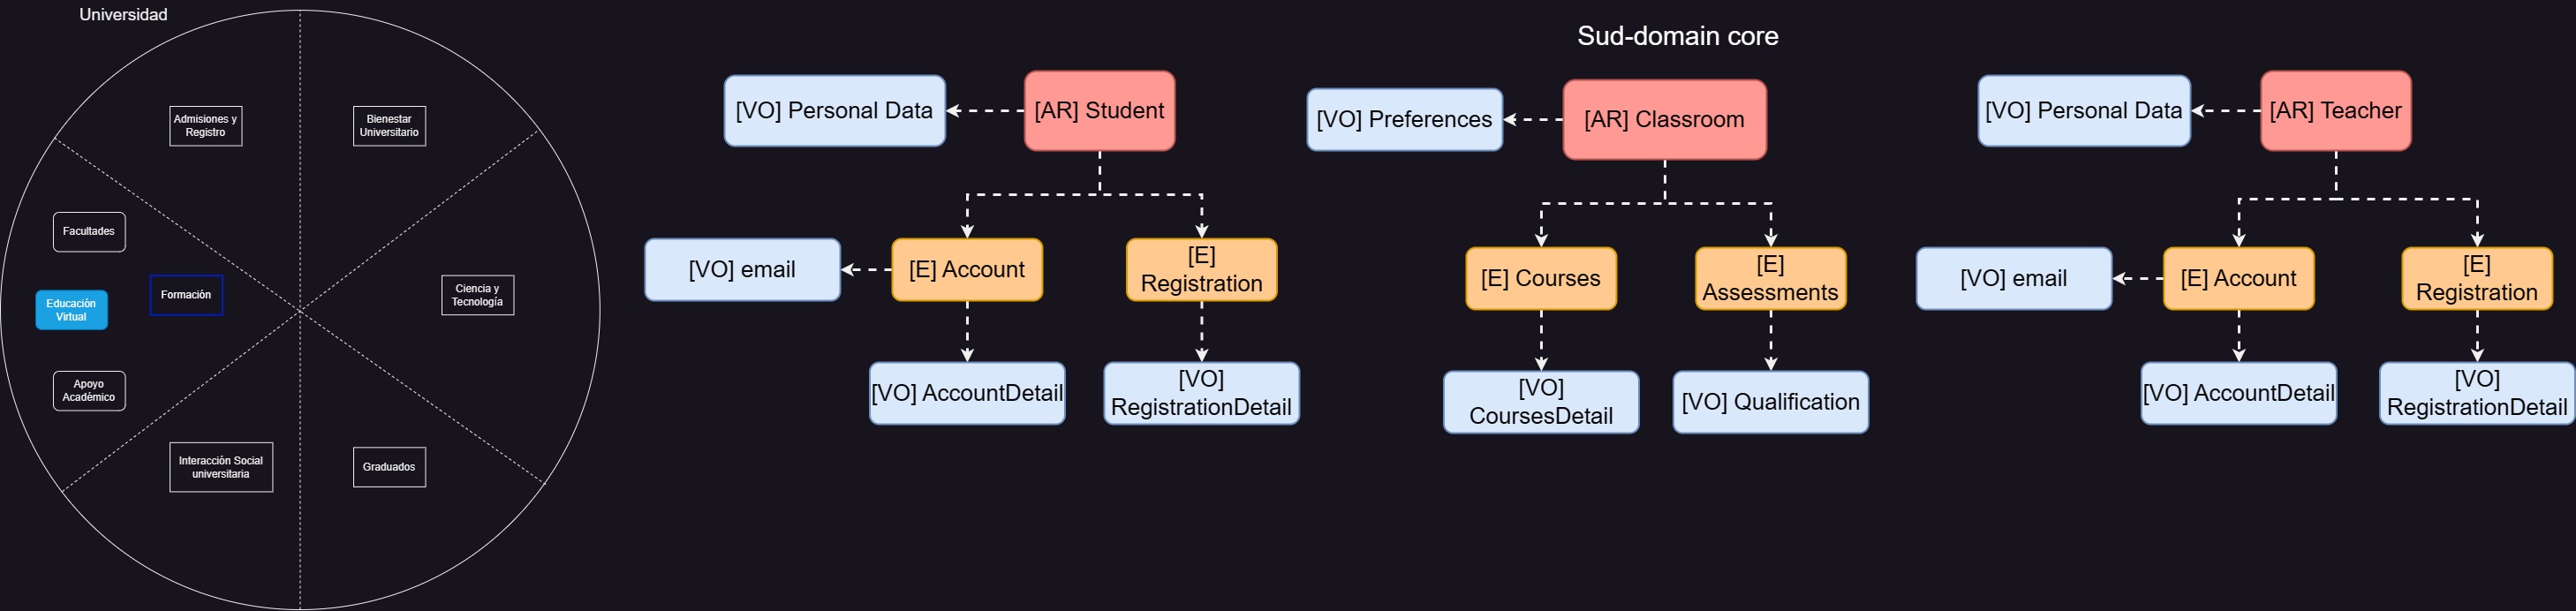 Universidad
Admisiones y
Registro
Bienestar
Universitario
Facultades
Educación
Virtual
Formación
Ciencia y
Tecnología
Apoyo
Académico
Interacción Social
universitaria
Graduados
Sud-domain core
[VO] Personal Data
[AR] Student
[VO] email
[E] Account
[E]
Registration
[VO] AccountDetail
[VO]
RegistrationDetail
[VO] Preferences
[AR] Classroom
[E] Courses
[E]
Assessments
[VO]
CoursesDetail
[VO] Qualification
[VO] Personal Data
[AR] Teacher
[VO] email
[E] Account
[E]
Registration
[VO] AccountDetail
[VO]
RegistrationDetail